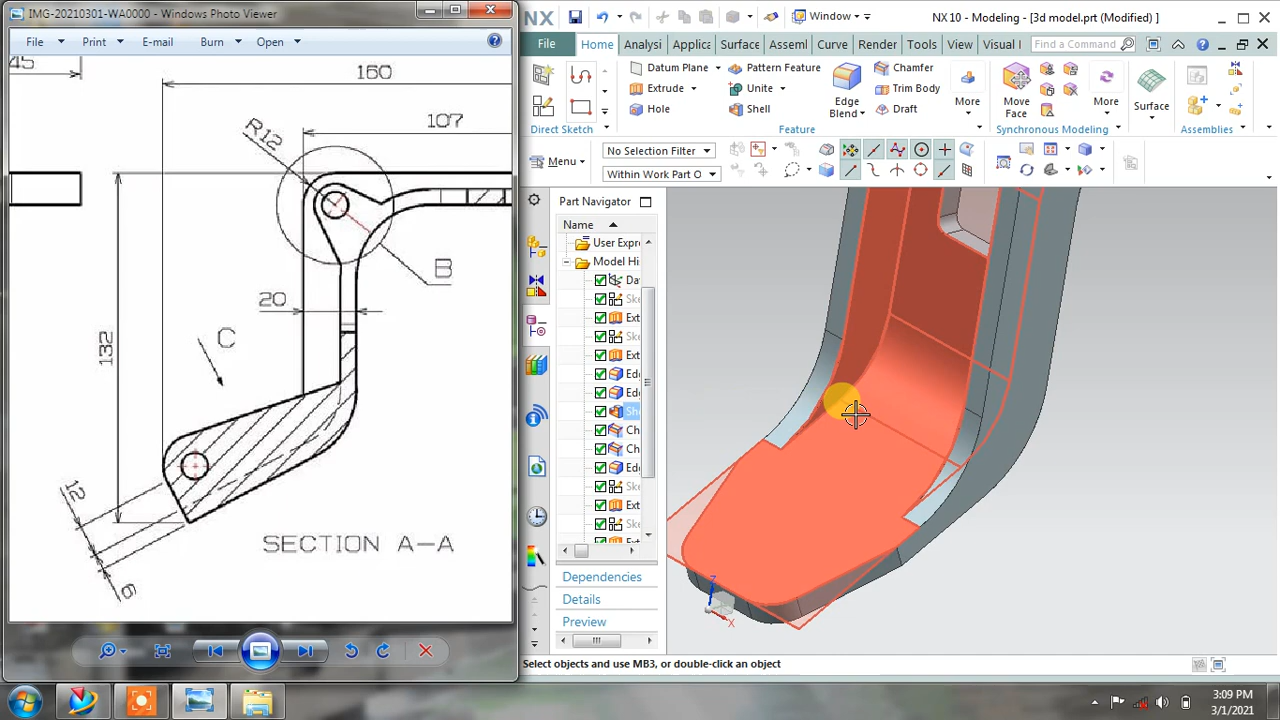 IMG-20210301-WA0000 - Windows Photo Viewer
File Print E-mail Burn Open
45
160
107
R12
B
20
132
C
12
6
SECTION A-A
NX
Window
NX 10 - Modeling - [3d model.prt (Modified) ]
File Home Analysi Applica Surface Assembl Curve Render Tools View Visual I Find a Command
Datum Plane Pattern Feature Chamfer
Extrude Unite Trim Body
Hole Shell Draft
Edge Blend
More
Move Face
More
Surface
Direct Sketch Feature Synchronous Modeling Assemblies
Menu
No Selection Filter
Within Work Part O
Part Navigator
Name
User Expre
Model His
Da
Ske
Ext
Ske
Ext
Edg
Edg
She
Ch
Ch
Edg
Ske
Ext
Ske
Dependencies
Details
Preview
Z
X
Select objects and use MB3, or double-click an object
3:09 PM
3/1/2021